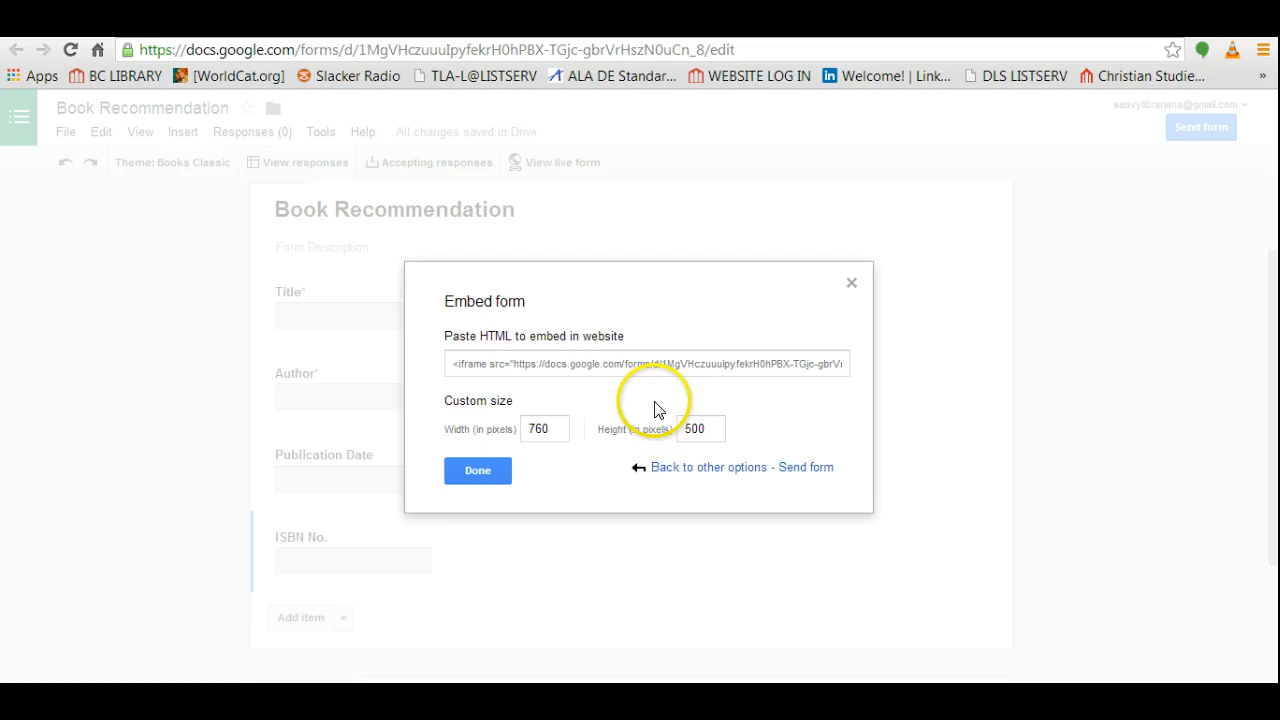 https://docs.google.com/forms/d/1MgVHczuuuIpyfekrH0hPBX-TGjc-gbrVrHszN0uCn_8/edit
Apps BC LIBRARY [WorldCat.org] Slacker Radio TLA-L@LISTSERV ALA DE Standar... WEBSITE LOG IN Welcome! | Link... DLS LISTSERV Christian Studie... »
Book Recommendation
saavylibrarians@gmail.com
File Edit View Insert Responses (0) Tools Help All changes saved in Drive
Send form
Theme: Books Classic View responses Accepting responses View live form
Book Recommendation
Form Description
Title*
Author*
Publication Date
ISBN No.
Add item
Embed form
Paste HTML to embed in website
<iframe src="https://docs.google.com/forms/d/1MgVHczuuuIpyfekrH0hPBX-TGjc-gbrV
Custom size
Width (in pixels) 760 Height (in pixels) 500
Done
Back to other options - Send form